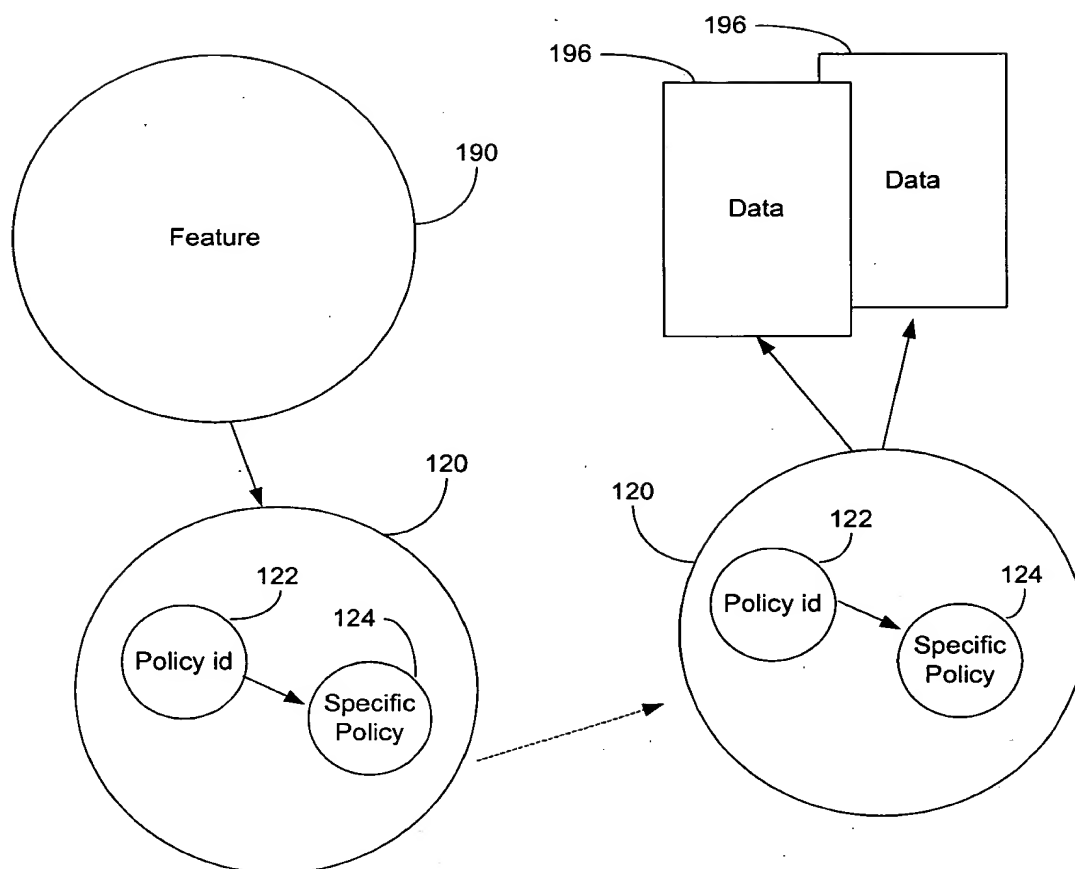 196
196
190
Feature
Data
Data
120
120
122
122
124
124
Policy id
Specific
Policy
Policy id
Specific
Policy